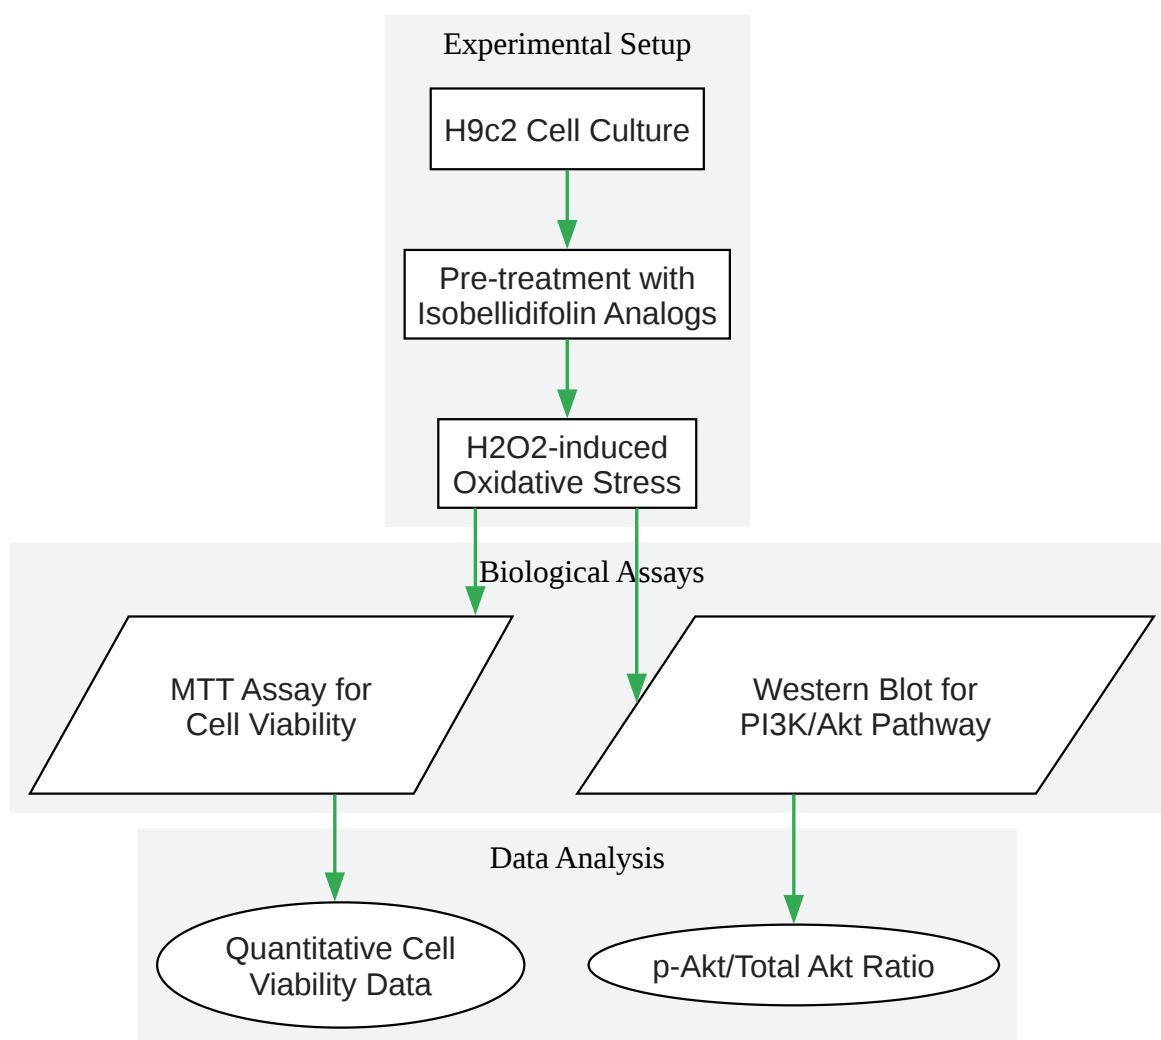 Experimental Setup
H9c2 Cell Culture
Pre-treatment with
Isobellidifolin Analogs
H2O2-induced
Oxidative Stress
Biological Assays
MTT Assay for
Cell Viability
Western Blot for
PI3K/Akt Pathway
Data Analysis
Quantitative Cell
Viability Data
p-Akt/Total Akt Ratio